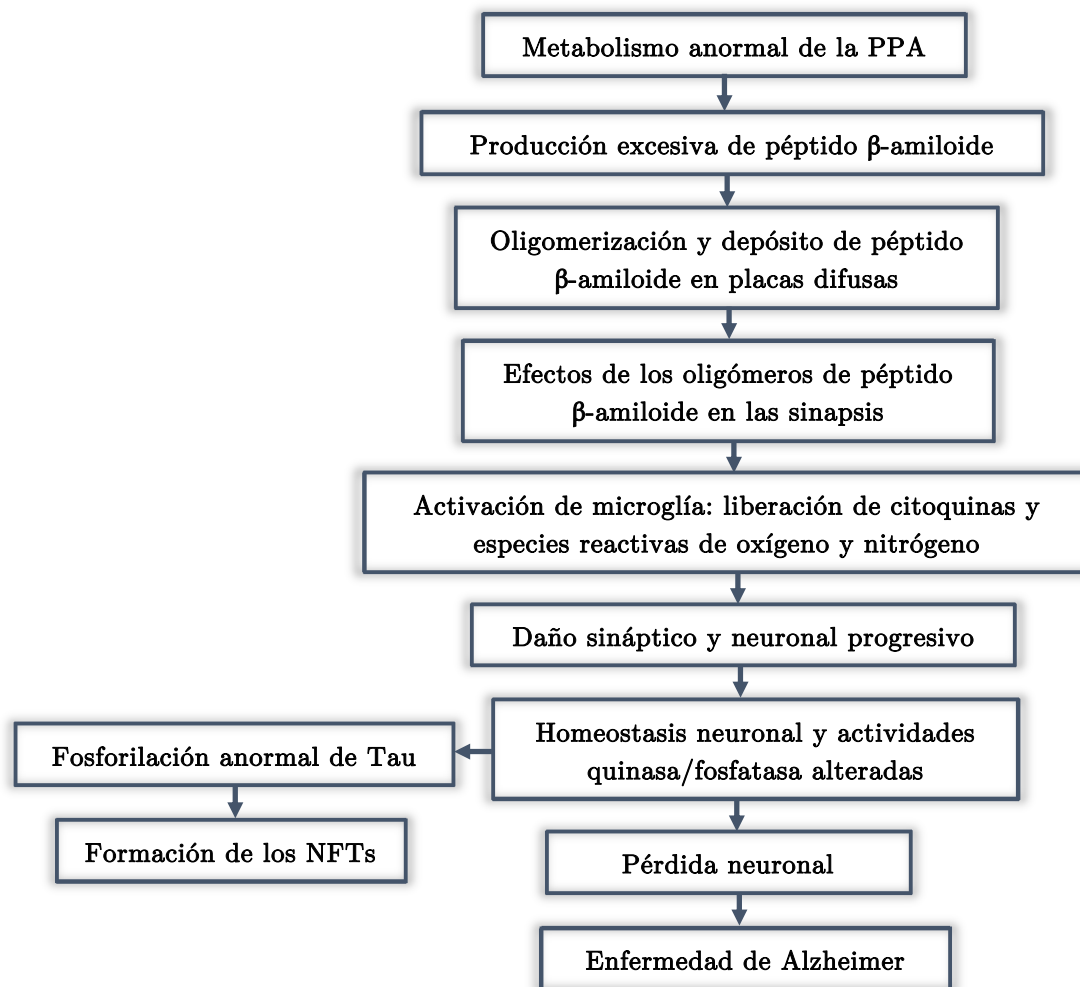 Metabolismo anormal de la PPA
Producción excesiva de péptido β-amiloide
Oligomerización y depósito de péptido
β-amiloide en placas difusas
Efectos de los oligómeros de péptido
β-amiloide en las sinapsis
Activación de microglía: liberación de citoquinas y
especies reactivas de oxígeno y nitrógeno
Daño sináptico y neuronal progresivo
Homeostasis neuronal y actividades
quinasa/fosfatasa alteradas
Fosforilación anormal de Tau
Formación de los NFTs
Pérdida neuronal
Enfermedad de Alzheimer